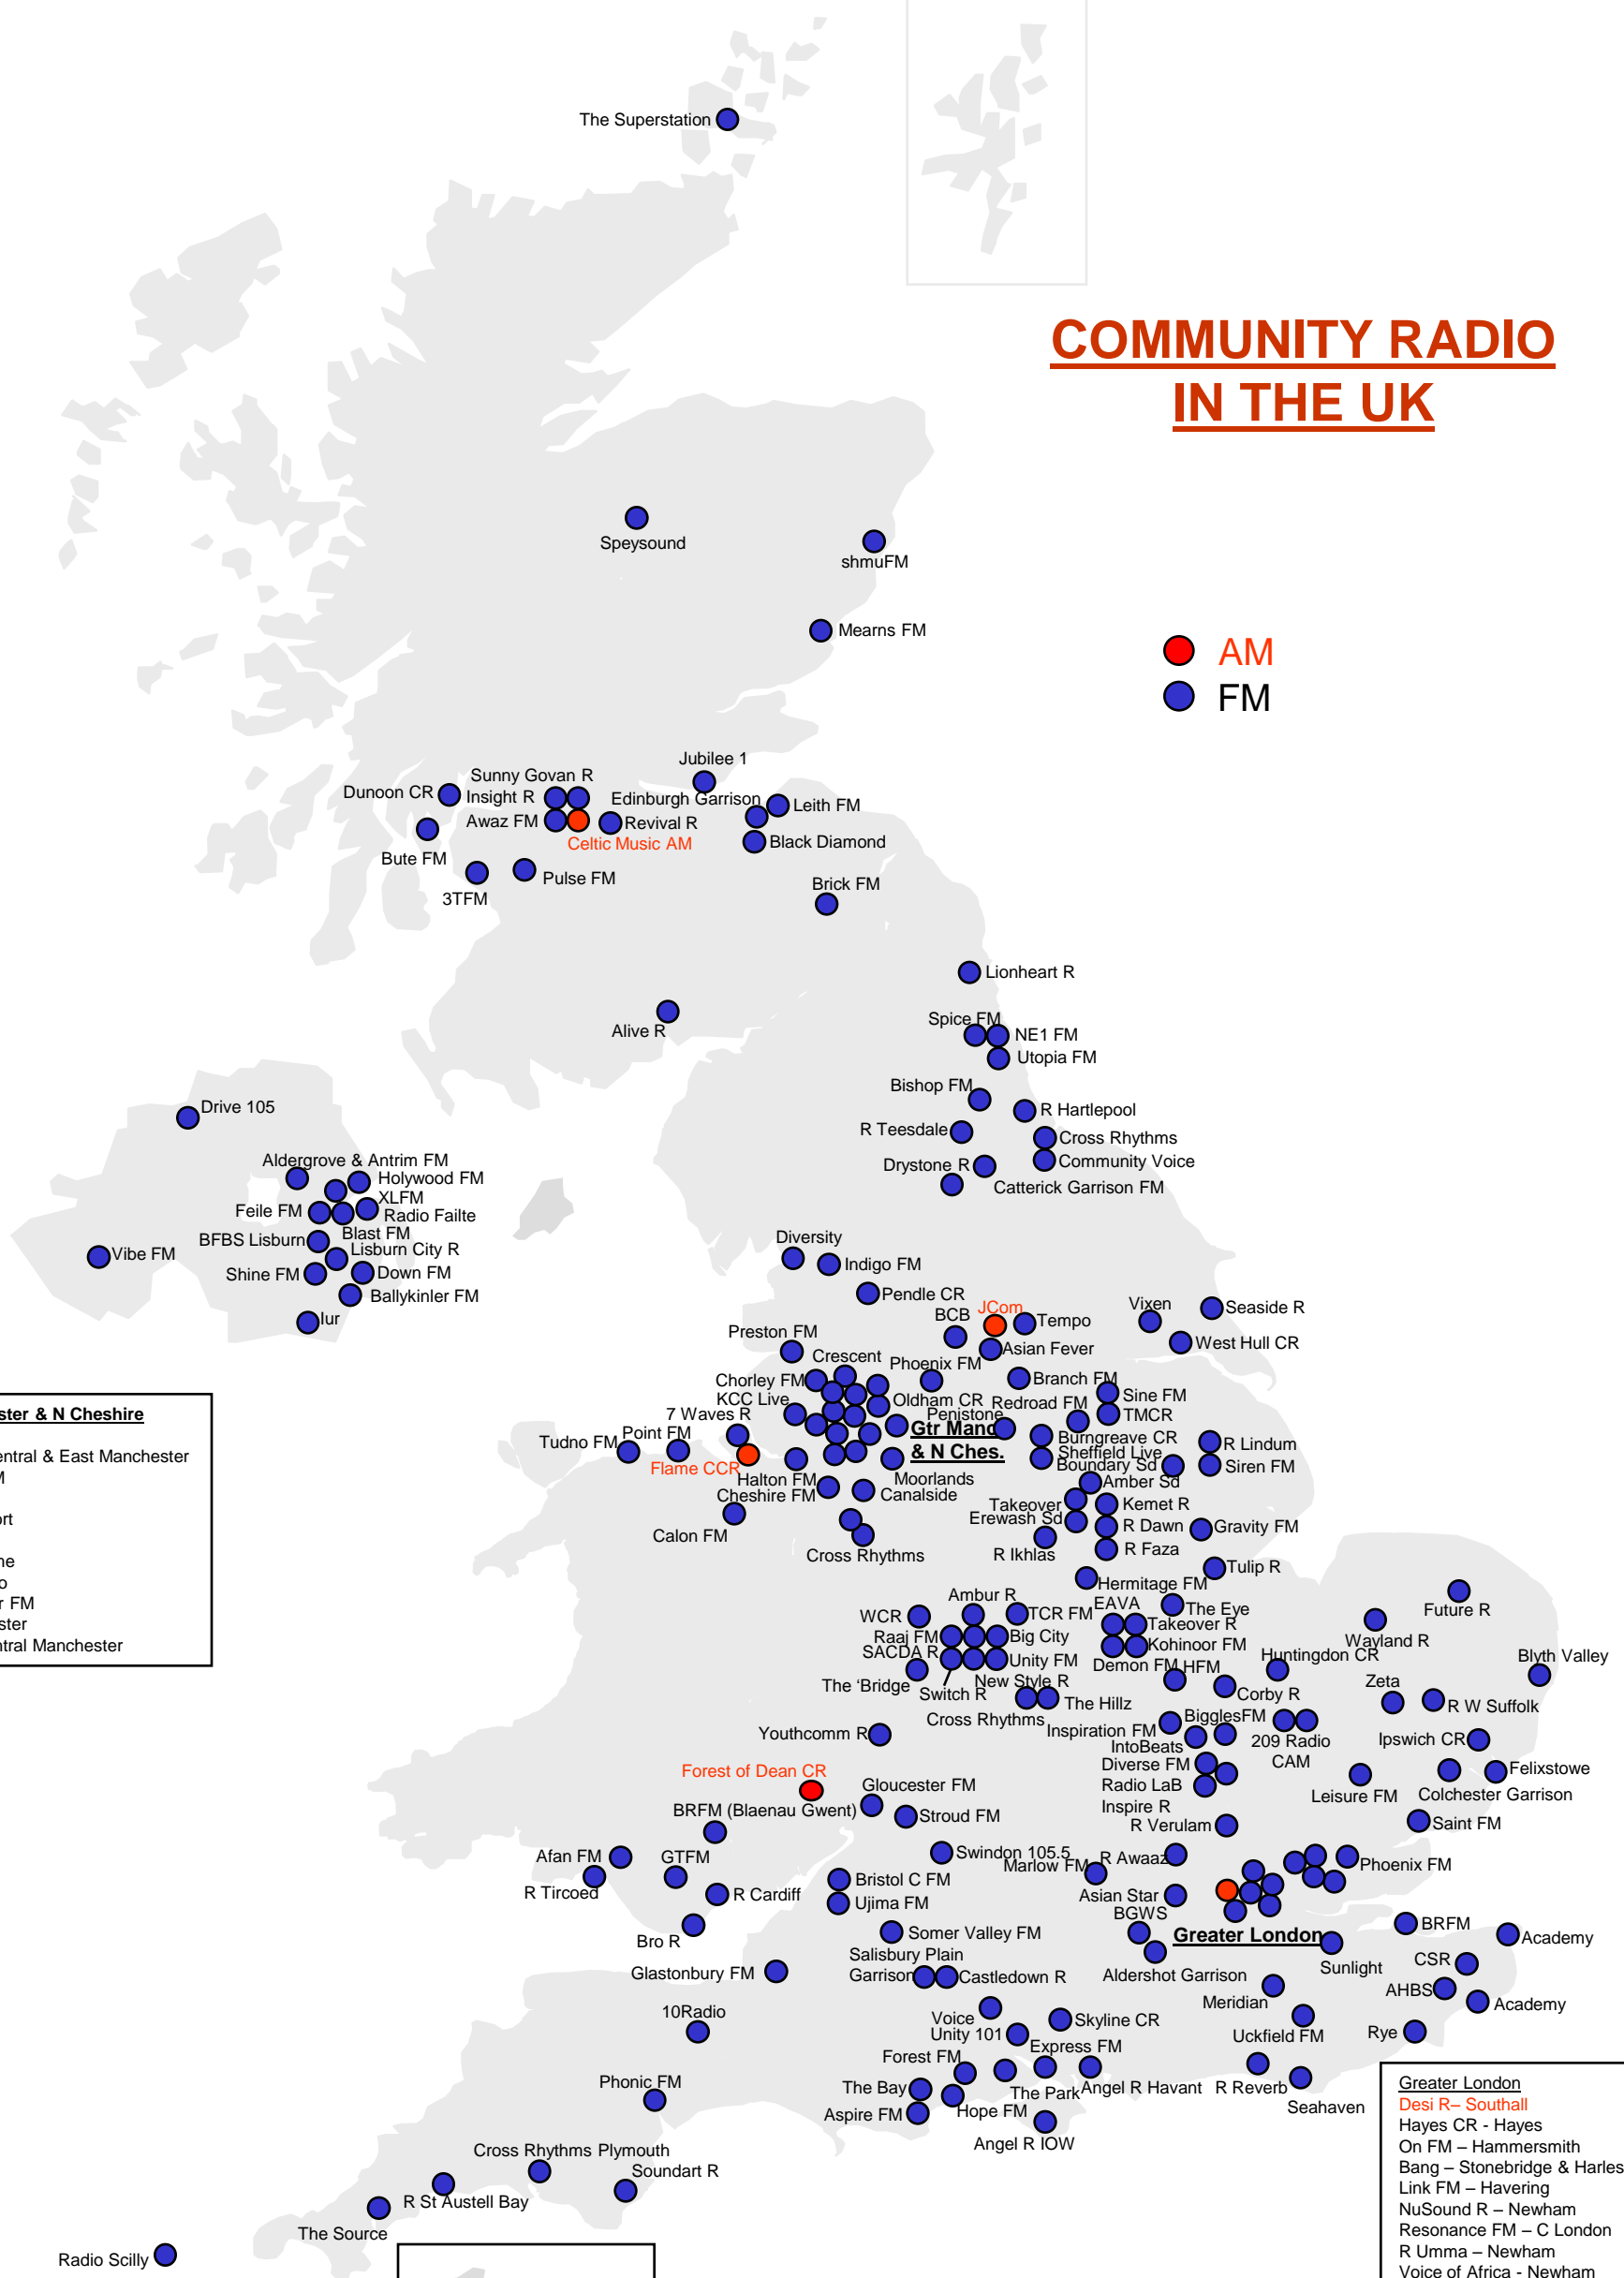 The Superstation
COMMUNITY RADIO
IN THE UK
Speysound
shmuFM
Mearns FM
AM
FM
Jubilee 1
Sunny Govan R
Dunoon CR
Insight R
Edinburgh Garrison
Leith FM
Awaz FM
Revival R
Celtic Music AM
Black Diamond
Bute FM
Pulse FM
3TFM
Brick FM
Lionheart R
Alive R
Spice FM
NE1 FM
Utopia FM
Bishop FM
Drive 105
R Hartlepool
R Teesdale
Cross Rhythms
Aldergrove & Antrim FM
Drystone R
Community Voice
Holywood FM
Catterick Garrison FM
XLFM
Feile FM
Radio Failte
Blast FM
BFBS Lisburn
Diversity
Lisburn City R
Vibe FM
Indigo FM
Shine FM
Down FM
Ballykinler FM
Pendle CR
Iur
JCom
Vixen
Seaside R
BCB
Tempo
Preston FM
West Hull CR
Asian Fever
Crescent
Phoenix FM
Chorley FM
Branch FM
KCC Live
Oldham CR
Redroad FM
Sine FM
7 Waves R
Penistone
TMCR
Point FM
Gtr Manc
Tudno FM
Burngreave CR
R Lindum
& N Ches.
Sheffield Live
Flame CCR
Boundary Sd
Siren FM
Halton FM
Moorlands
Amber Sd
Cheshire FM
Canalside
Takeover
Kemet R
Erewash Sd
Calon FM
R Dawn
Gravity FM
Cross Rhythms
R Ikhlas
R Faza
Tulip R
Hermitage FM
Ambur R
EAVA
The Eye
Future R
WCR
TCR FM
Takeover R
Raaj FM
Big City
Kohinoor FM
Wayland R
SACDA R
Unity FM
Demon FM
HFM
Huntingdon CR
Blyth Valley
The 'Bridge
New Style R
Zeta
Switch R
The Hillz
Corby R
R W Suffolk
Cross Rhythms
BigglesFM
Youthcomm R
Inspiration FM
IntoBeats
209 Radio
Ipswich CR
CAM
Diverse FM
Forest of Dean CR
Felixstowe
Gloucester FM
Radio LaB
Leisure FM
Colchester Garrison
BRFM (Blaenau Gwent)
Stroud FM
Inspire R
R Verulam
Saint FM
Swindon 105.5
Afan FM
GTFM
Marlow FM
R Awaaz
Phoenix FM
Bristol C FM
R Tircoed
R Cardiff
Asian Star
Ujima FM
BGWS
BRFM
Somer Valley FM
Greater London
Academy
Bro R
Salisbury Plain
Garrison
Castledown R
Glastonbury FM
Aldershot Garrison
Sunlight
CSR
AHBS
Meridian
Academy
10Radio
Voice
Skyline CR
Unity 101
Uckfield FM
Rye
Express FM
Forest FM
Phonic FM
The Bay
The Park
Angel R Havant
R Reverb
Aspire FM
Hope FM
Seahaven
Angel R IOW
Cross Rhythms Plymouth
Soundart R
R St Austell Bay
The Source
Radio Scilly
ster & N Cheshire
entral & East Manchester
M
ort
ne
o
r FM
ster
ntral Manchester
Greater London
Desi R– Southall
Hayes CR - Hayes
On FM – Hammersmith
Bang – Stonebridge & Harles
Link FM – Havering
NuSound R – Newham
Resonance FM – C London
R Umma – Newham
Voice of Africa - Newham